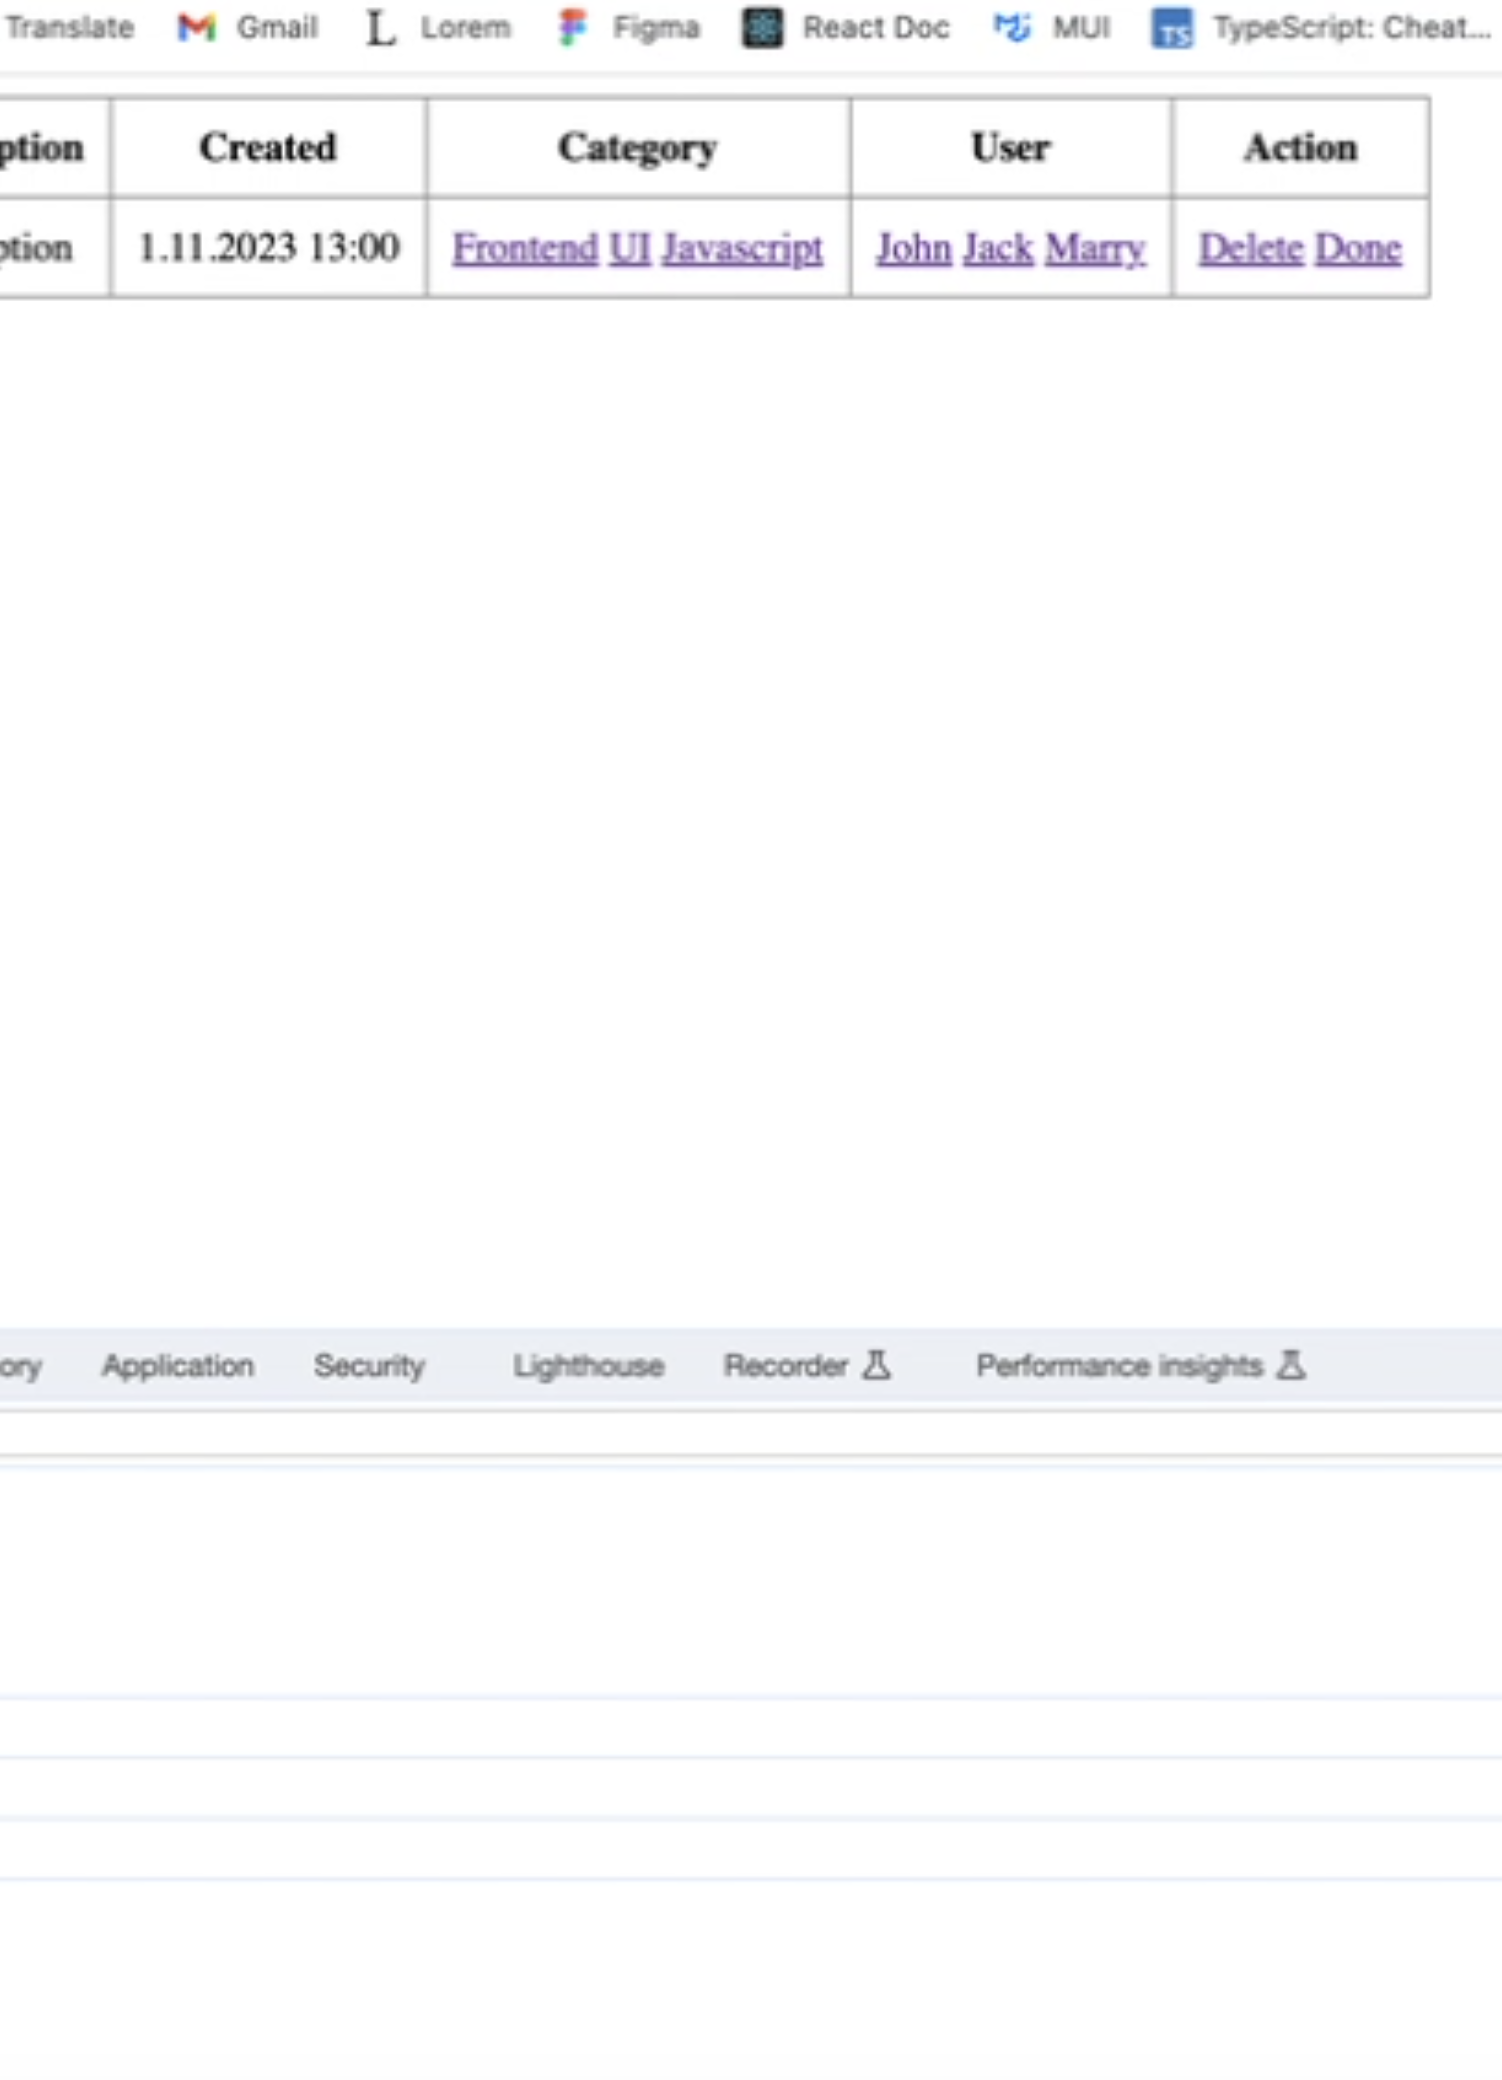 Translate Gmail Lorem Figma React Doc MUI TypeScript: Cheat...
ption Created Category User Action
ption 1.11.2023 13:00 Frontend UI Javascript John Jack Marry Delete Done
ory Application Security Lighthouse Recorder Performance insights